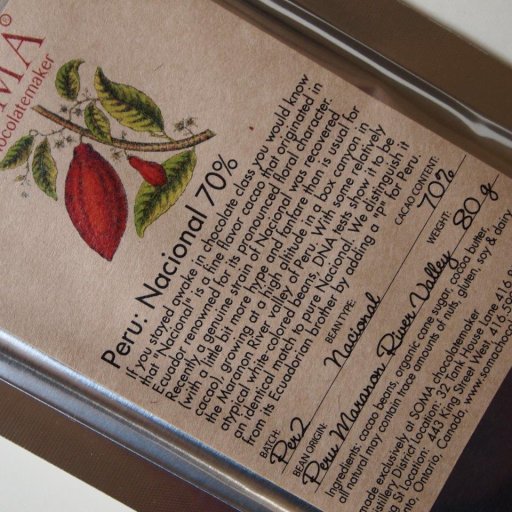 MA®
chocolatemaker
Peru: Nacional 70%
If you stayed awake in chocolate class you would know
that "Nacional" is a fine flavor cacao that originated in
Ecuador renowned for its pronounced floral character.
Recently a genuine strain of Nacional was recovered
(with a little bit more hype and fanfare than is usual for
cacao), growing at a high altitude in a box canyon in
the Maranon River valley of Peru. With some relatively
atypical white-colored beans, DNA tests show it to be
an identical match to pure Nacional. We distinguish it
from its Ecuadorian brother by adding a "P" for Peru.
BATCH: BEAN TYPE: CACAO CONTENT:
Per2 Nacional 70%
BEAN ORIGIN: WEIGHT:
Peru Maranon River Valley 80 g
Ingredients: cocoa beans, organic cane sugar, cocoa butter,
all natural may contain trace amounts of nuts, gluten, soy & dairy
made exclusively at SOMA chocolatemaker
istillery District location: 32 Tank House lane 416
g St Location: 443 King Street West, 416 59
nto, Ontario, Canada, www.somachoco